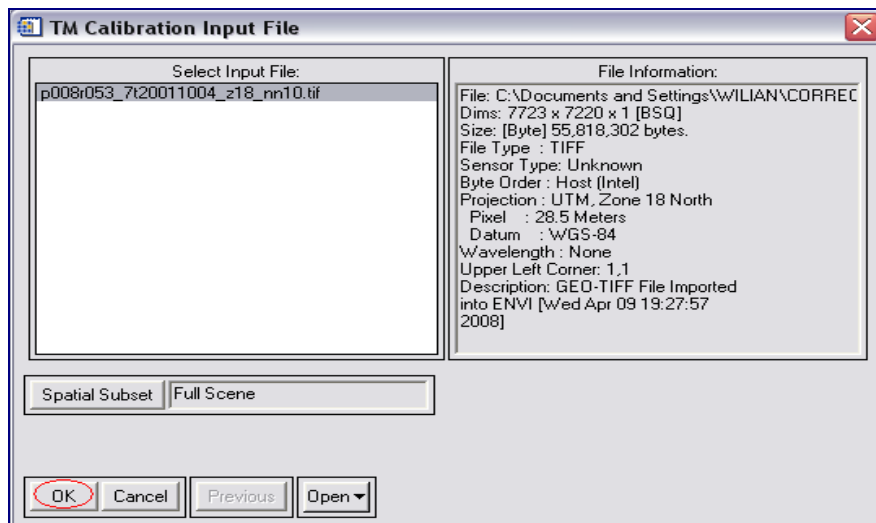 TM Calibration Input File
Select Input File:
p008r053_7t20011004_z18_nn10.tif
File Information:
File: C:\Documents and Settings\WILIAN\CORREC
Dims: 7723 x 7220 x 1 [BSQ]
Size: [Byte] 55,818,302 bytes.
File Type : TIFF
Sensor Type: Unknown
Byte Order : Host (Intel)
Projection : UTM, Zone 18 North
Pixel : 28.5 Meters
Datum : WGS-84
Wavelength : None
Upper Left Corner: 1,1
Description: GEO-TIFF File Imported
into ENVI [Wed Apr 09 19:27:57
2008]
Spatial Subset Full Scene
OK Cancel Previous Open